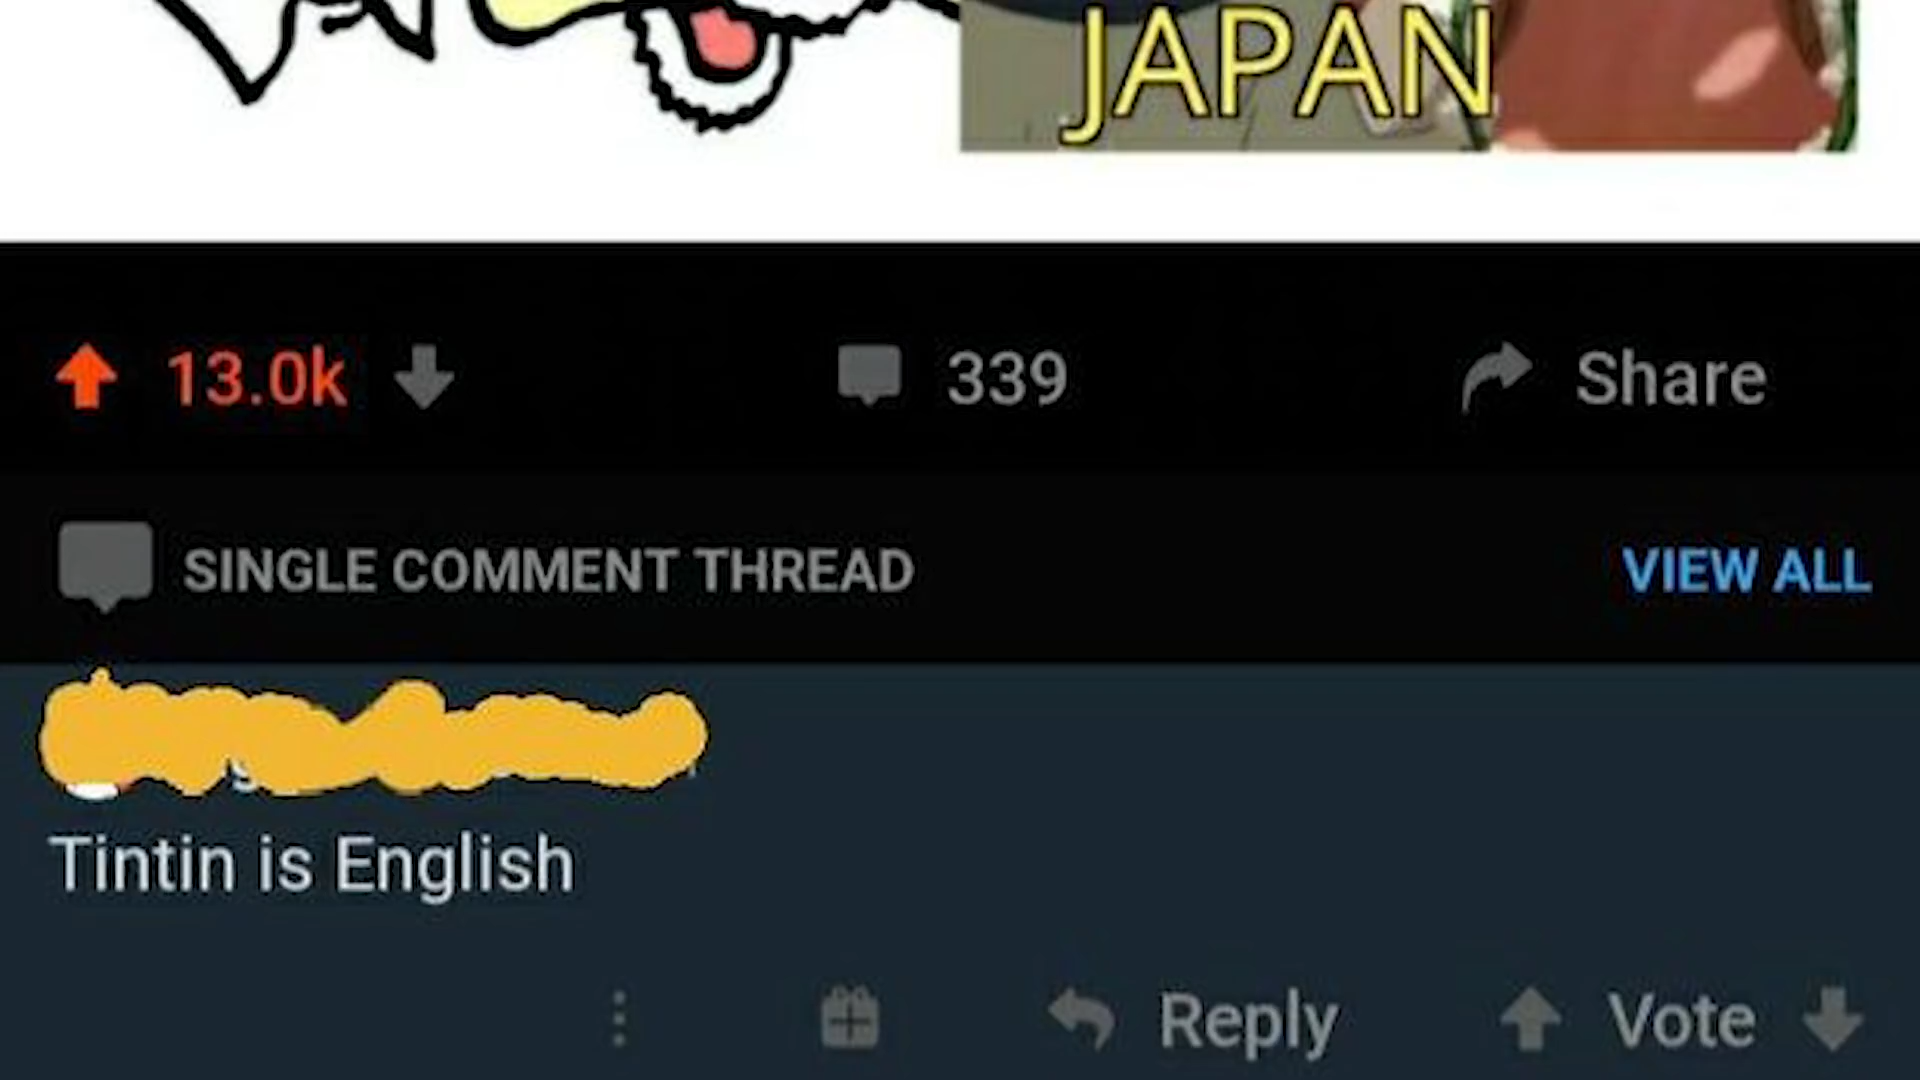 JAPAN
13.0k 339 Share
SINGLE COMMENT THREAD VIEW ALL
Tintin is English
Reply Vote